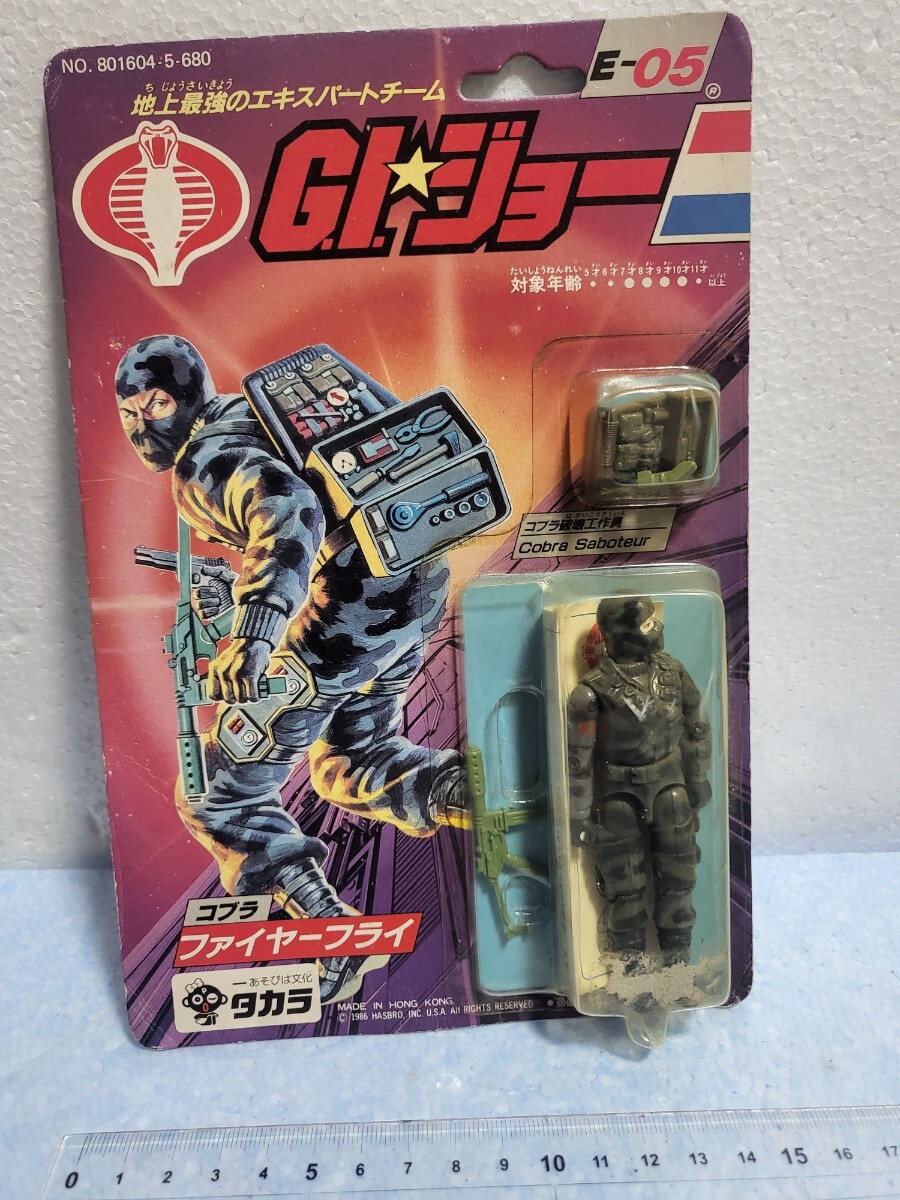 NO. 801604-5-680
E-05
ち じょうさいきょう
地上最強のエキスパートチーム
®
G.I.★ジョー
たいしょうねんれい
対象年齢 5才 6才 7才 8才 9才 10才 11才 以上
は かいこうさくいん
コブラ破壊工作員
Cobra Saboteur
コブラ
ファイヤーフライ
—あそびは文化
タカラ
MADE IN HONG KONG
© 1986 HASBRO, INC. U.S.A. All RIGHTS RESERVED
0 1 2 3 4 5 6 7 8 9 10 11 12 13 14 15 16 17